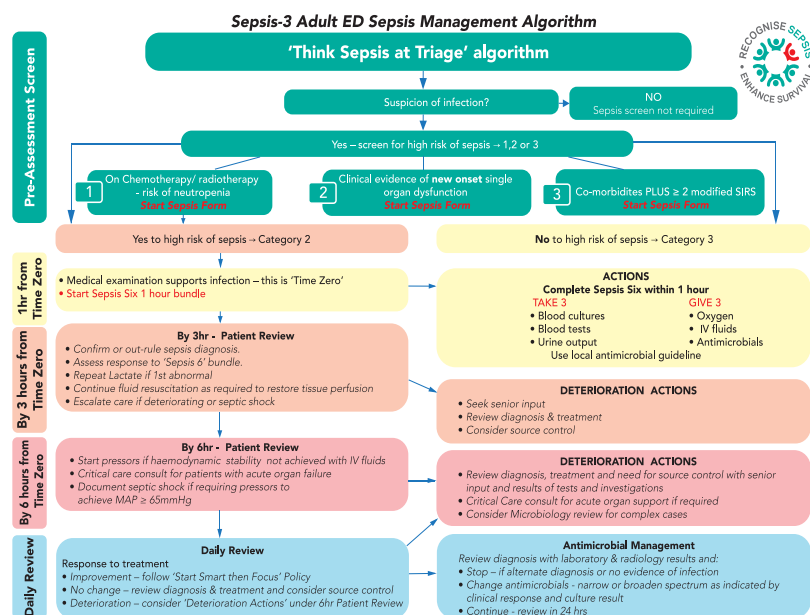 Sepsis-3 Adult ED Sepsis Management Algorithm
'Think Sepsis at Triage' algorithm
RECOGNISE SEPSIS
ENHANCE SURVIVAL
Pre-Assessment Screen
Suspicion of infection?
NO
Sepsis screen not required
Yes – screen for high risk of sepsis → 1,2 or 3
1
On Chemotherapy/ radiotherapy
- risk of neutropenia
Start Sepsis Form
2
Clinical evidence of new onset single
organ dysfunction
Start Sepsis Form
3
Co-morbidites PLUS ≥ 2 modified SIRS
Start Sepsis Form
Yes to high risk of sepsis → Category 2
No to high risk of sepsis → Category 3
1hr from
Time Zero
• Medical examination supports infection – this is 'Time Zero'
• Start Sepsis Six 1 hour bundle
ACTIONS
Complete Sepsis Six within 1 hour
TAKE 3
• Blood cultures
• Blood tests
• Urine output
GIVE 3
• Oxygen
• IV fluids
• Antimicrobials
Use local antimicrobial guideline
By 3 hours from
Time Zero
By 3hr - Patient Review
• Confirm or out-rule sepsis diagnosis.
• Assess response to 'Sepsis 6' bundle.
• Repeat Lactate if 1st abnormal
• Continue fluid resuscitation as required to restore tissue perfusion
• Escalate care if deteriorating or septic shock
DETERIORATION ACTIONS
• Seek senior input
• Review diagnosis & treatment
• Consider source control
By 6 hours from
Time Zero
By 6hr - Patient Review
• Start pressors if haemodynamic stability not achieved with IV fluids
• Critical care consult for patients with acute organ failure
• Document septic shock if requiring pressors to
achieve MAP ≥ 65mmHg
DETERIORATION ACTIONS
• Review diagnosis, treatment and need for source control with senior
input and results of tests and investigations
• Critical Care consult for acute organ support if required
• Consider Microbiology review for complex cases
Daily Review
Daily Review
Response to treatment
• Improvement – follow 'Start Smart then Focus' Policy
• No change – review diagnosis & treatment and consider source control
• Deterioration – consider 'Deterioration Actions' under 6hr Patient Review
Antimicrobial Management
Review diagnosis with laboratory & radiology results and:
• Stop – if alternate diagnosis or no evidence of infection
• Change antimicrobials - narrow or broaden spectrum as indicated by
clinical response and culture result
• Continue - review in 24 hrs